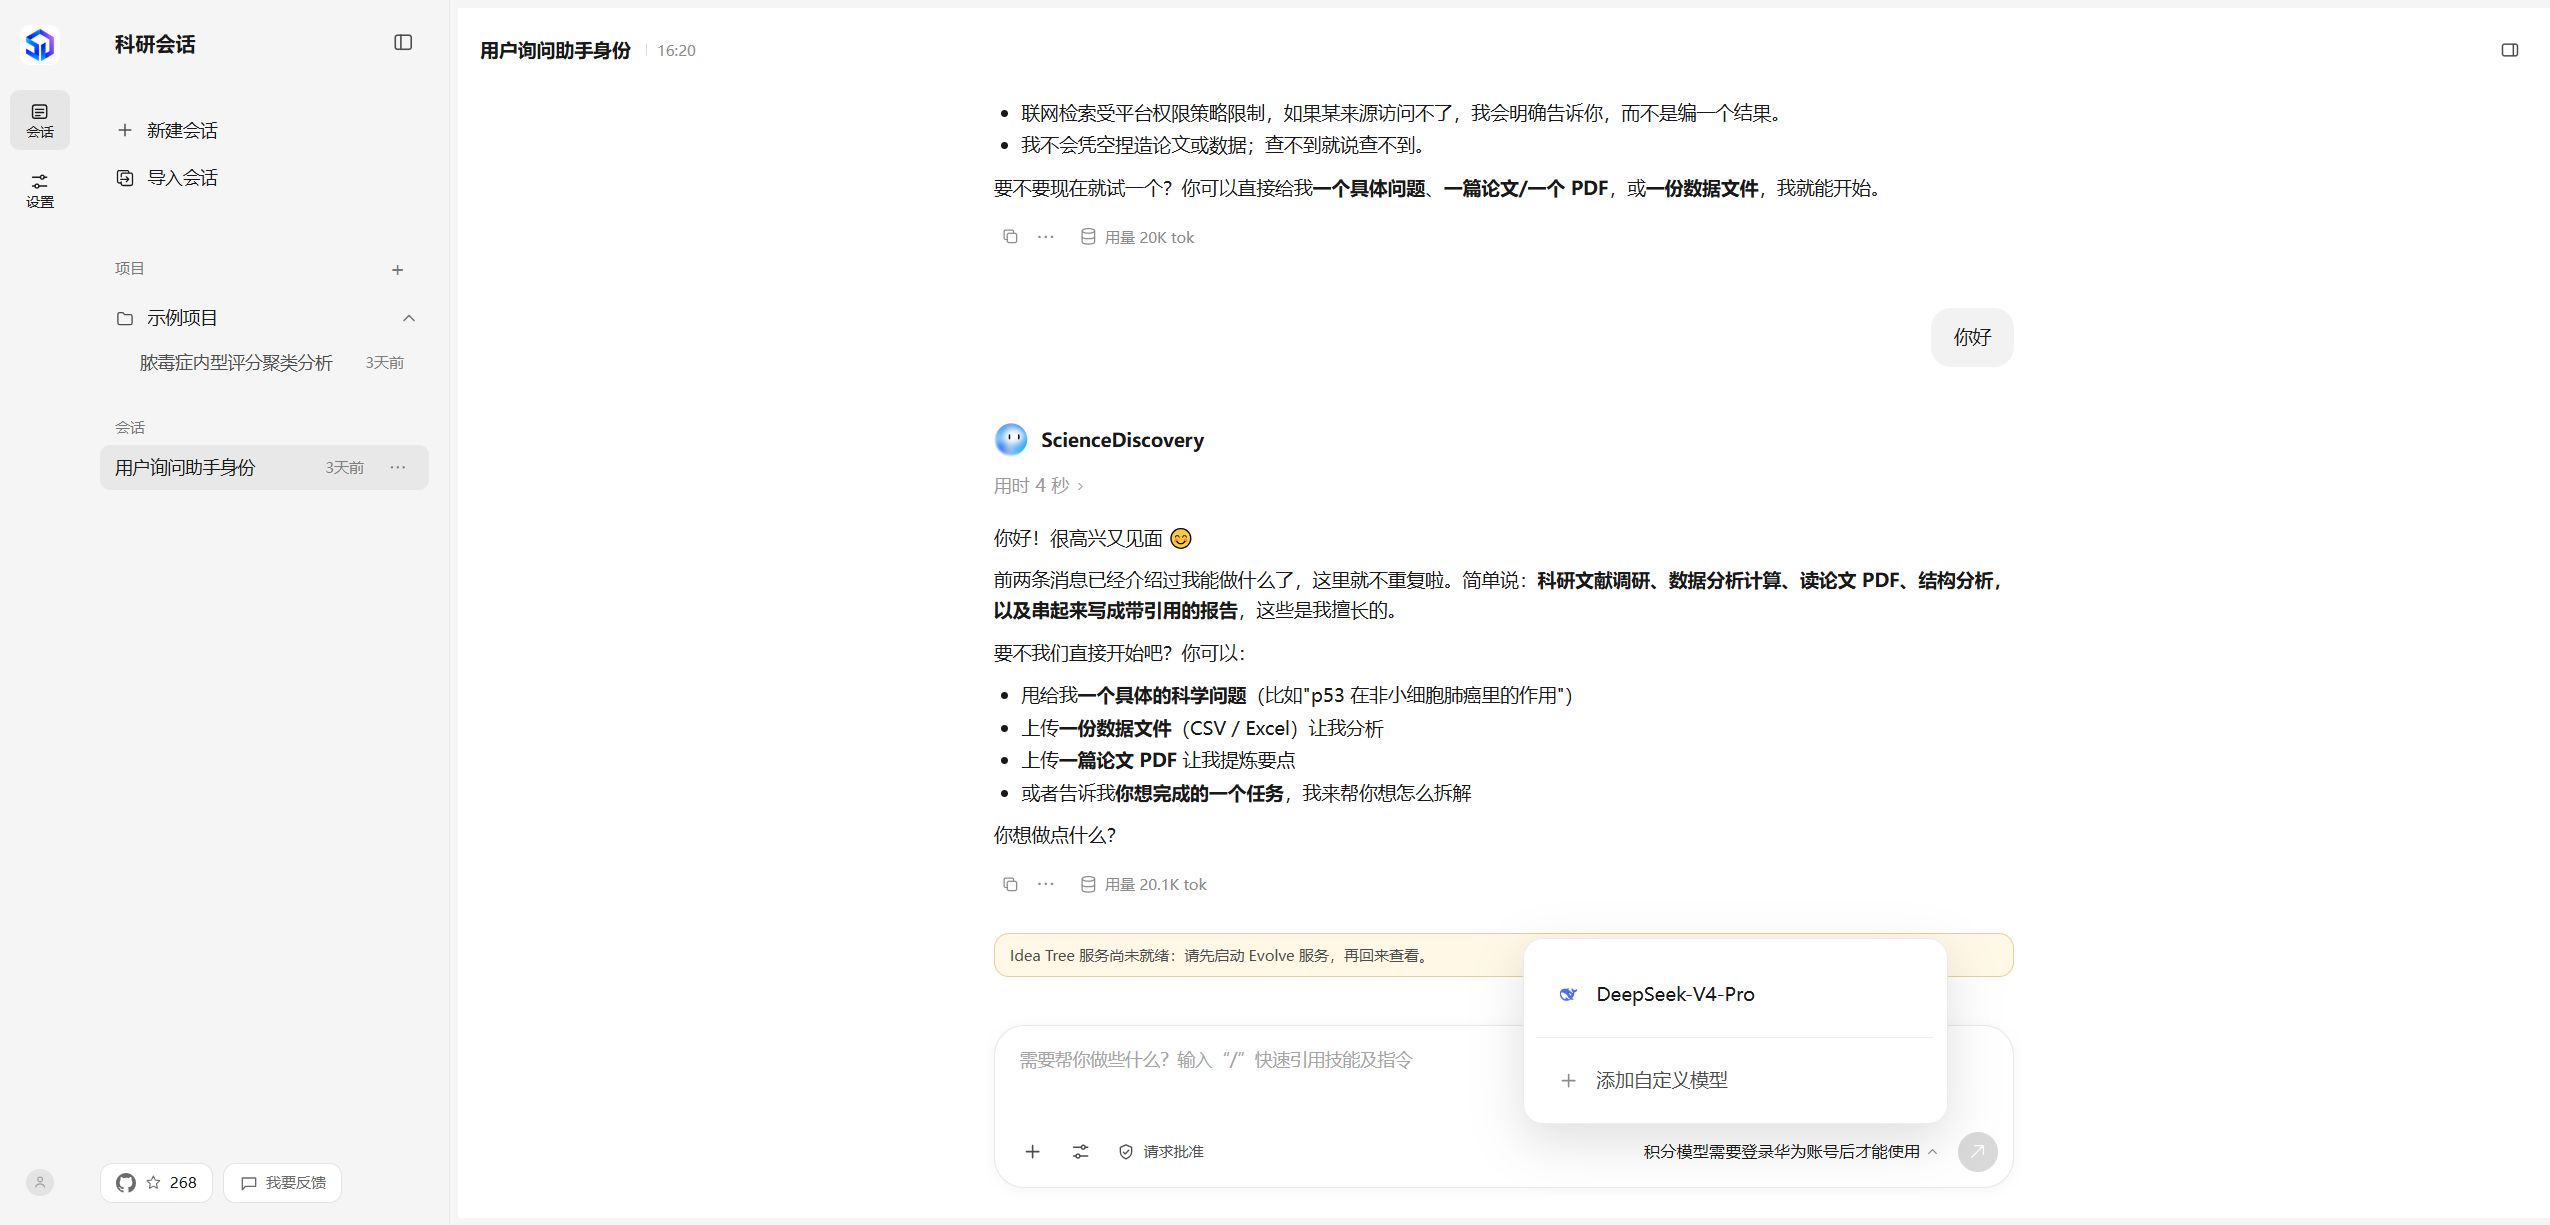 科研会话
会话
设置
新建会话
导入会话
项目
示例项目
脓毒症内型评分聚类分析 3天前
会话
用户询问助手身份 3天前
268
我要反馈
用户询问助手身份 16:20
联网检索受平台权限策略限制，如果某来源访问不了，我会明确告诉你，而不是编一个结果。
我不会凭空捏造论文或数据；查不到就说查不到。
要不要现在就试一个？你可以直接给我一个具体问题、一篇论文/一个 PDF，或一份数据文件，我就能开始。
用量 20K tok
你好
ScienceDiscovery
用时 4 秒
你好！很高兴又见面 😊
前两条消息已经介绍过我能做什么了，这里就不重复啦。简单说：科研文献调研、数据分析计算、读论文 PDF、结构分析，
以及串起来写成带引用的报告，这些是我擅长的。
要不我们直接开始吧？你可以：
甩给我一个具体的科学问题（比如"p53 在非小细胞肺癌里的作用"）
上传一份数据文件（CSV / Excel）让我分析
上传一篇论文 PDF 让我提炼要点
或者告诉我你想完成的一个任务，我来帮你想怎么拆解
你想做点什么？
用量 20.1K tok
Idea Tree 服务尚未就绪：请先启动 Evolve 服务，再回来查看。
DeepSeek-V4-Pro
添加自定义模型
需要帮你做些什么？输入“/”快速引用技能及指令
请求批准
积分模型需要登录华为账号后才能使用